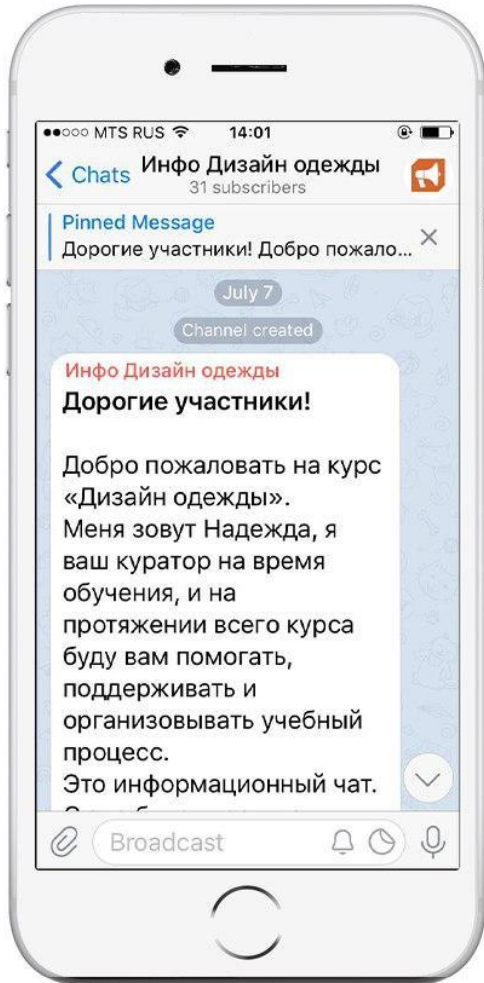 MTS RUS 14:01
Chats Инфо Дизайн одежды
31 subscribers
Pinned Message
Дорогие участники! Добро пожало...
July 7
Channel created
Инфо Дизайн одежды
Дорогие участники!
Добро пожаловать на курс
«Дизайн одежды».
Меня зовут Надежда, я
ваш куратор на время
обучения, и на
протяжении всего курса
буду вам помогать,
поддерживать и
организовывать учебный
процесс.
Это информационный чат.
Broadcast